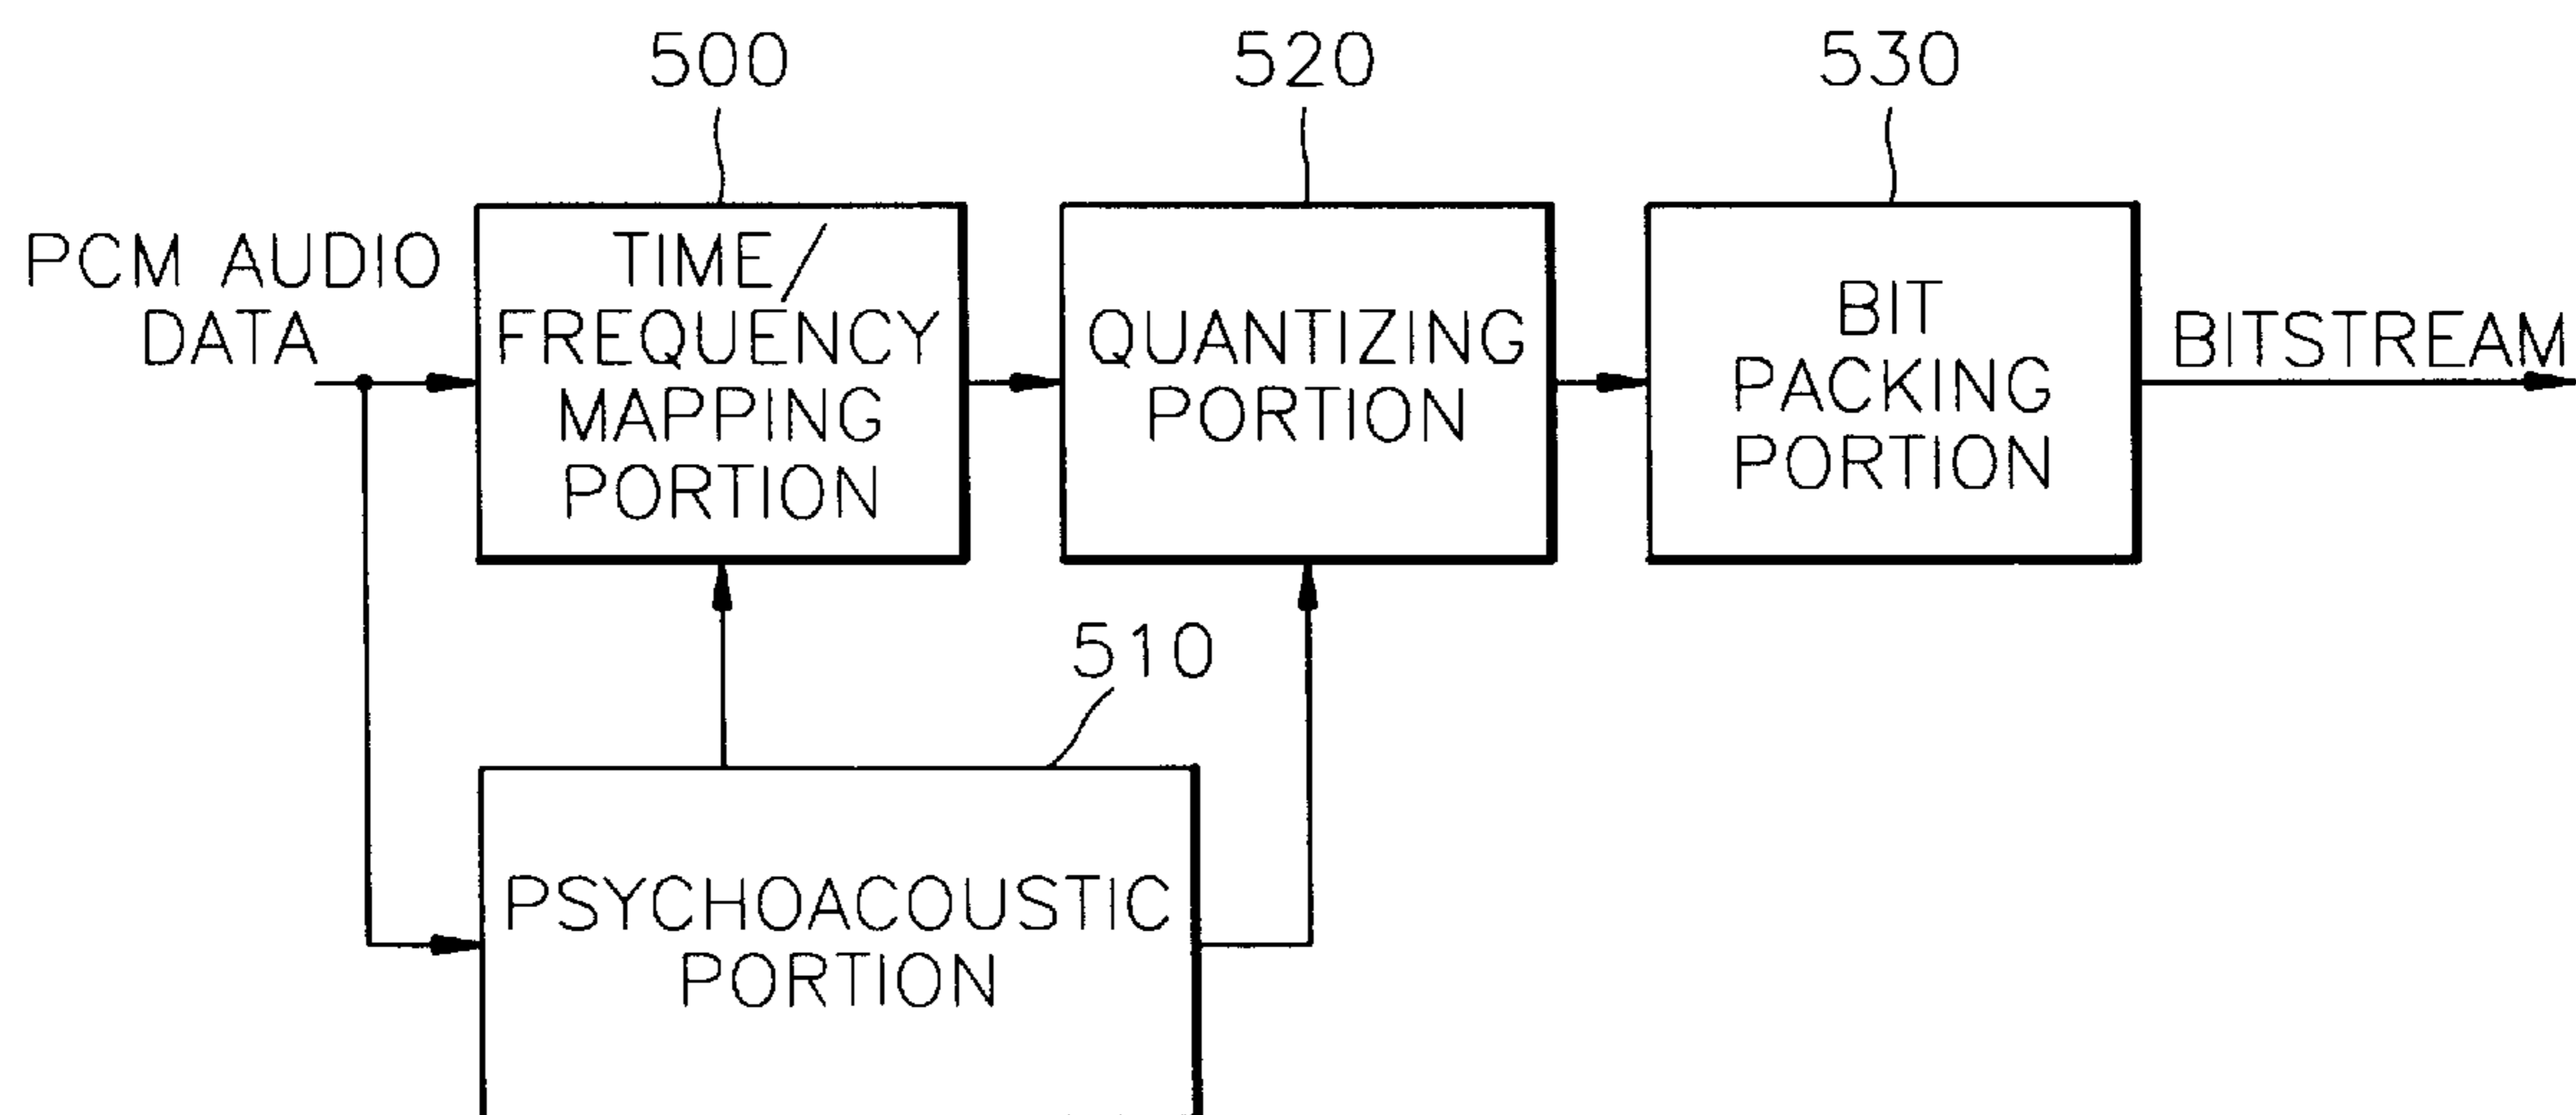 500
520
530
PCM AUDIO
DATA
TIME/
FREQUENCY
MAPPING
PORTION
QUANTIZING
PORTION
BIT
PACKING
PORTION
BITSTREAM
510
PSYCHOACOUSTIC
PORTION